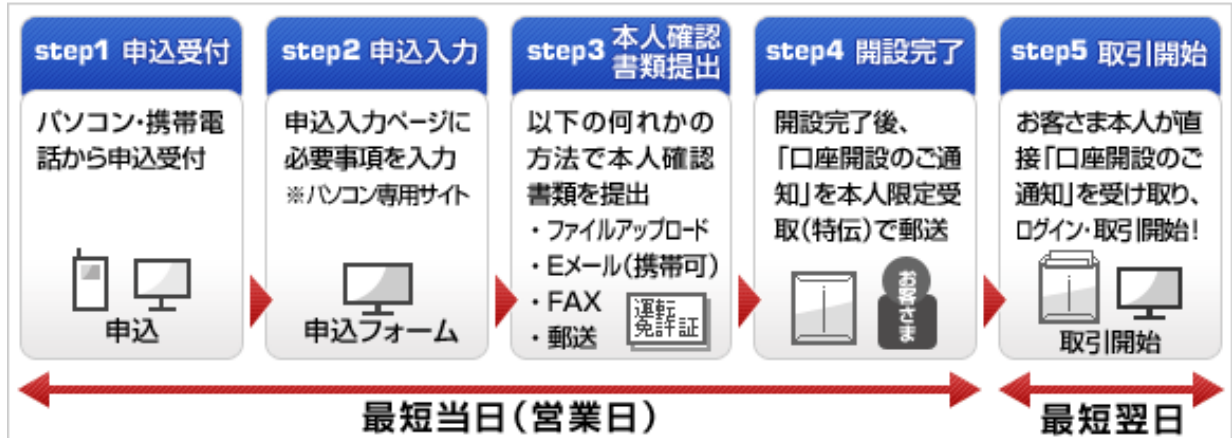 step1 申込受付
パソコン・携帯電
話から申込受付
申込
step2 申込入力
申込入力ページに
必要事項を入力
※パソコン専用サイト
申込フォーム
step3 本人確認
書類提出
以下の何れかの
方法で本人確認
書類を提出
・ファイルアップロード
・Eメール(携帯可)
・FAX
・郵送
運転
免許証
step4 開設完了
開設完了後、
「口座開設のご通
知」を本人限定受
取(特伝)で郵送
お客さま
step5 取引開始
お客さま本人が直
接「口座開設のご
通知」を受け取り、
ログイン・取引開始!
取引開始
最短当日(営業日)
最短翌日